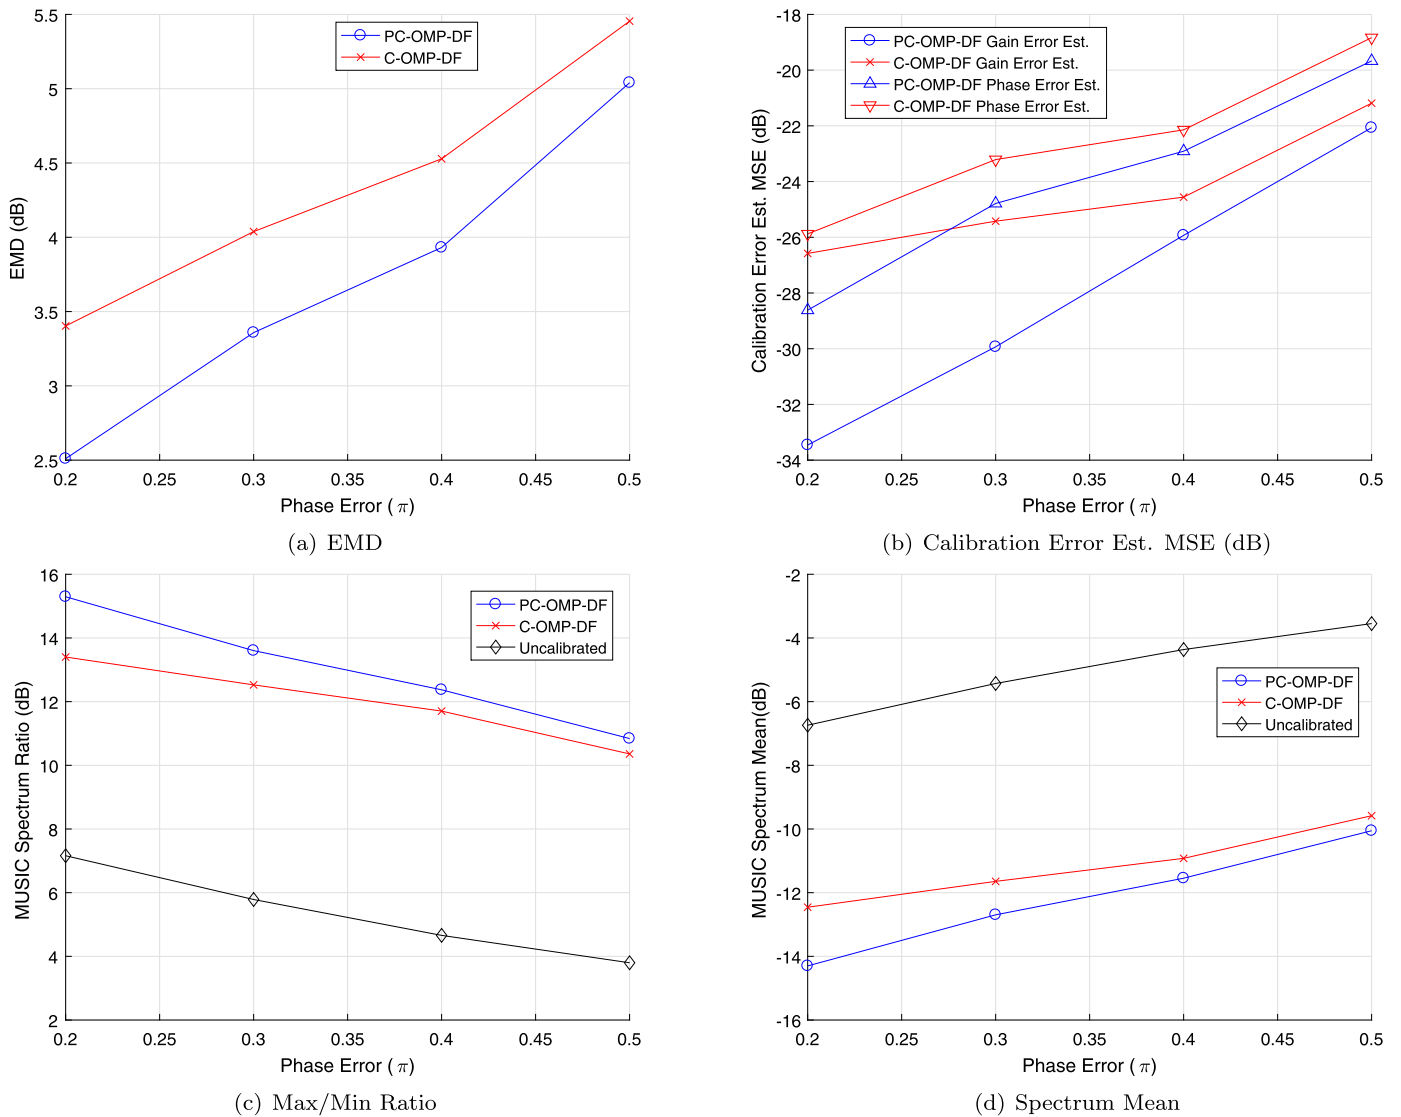 5.5
5
4.5
4
3.5
3
2.5
EMD (dB)
PC-OMP-DF
C-OMP-DF
0.2 0.25 0.3 0.35 0.4 0.45 0.5
Phase Error ( π)
(a) EMD
-18
-20
-22
-24
-26
-28
-30
-32
-34
Calibration Error Est. MSE (dB)
PC-OMP-DF Gain Error Est.
C-OMP-DF Gain Error Est.
PC-OMP-DF Phase Error Est.
C-OMP-DF Phase Error Est.
0.2 0.25 0.3 0.35 0.4 0.45 0.5
Phase Error ( π)
(b) Calibration Error Est. MSE (dB)
16
14
12
10
8
6
4
2
MUSIC Spectrum Ratio (dB)
PC-OMP-DF
C-OMP-DF
Uncalibrated
0.2 0.25 0.3 0.35 0.4 0.45 0.5
Phase Error ( π)
(c) Max/Min Ratio
-2
-4
-6
-8
-10
-12
-14
-16
MUSIC Spectrum Mean(dB)
PC-OMP-DF
C-OMP-DF
Uncalibrated
0.2 0.25 0.3 0.35 0.4 0.45 0.5
Phase Error ( π)
(d) Spectrum Mean